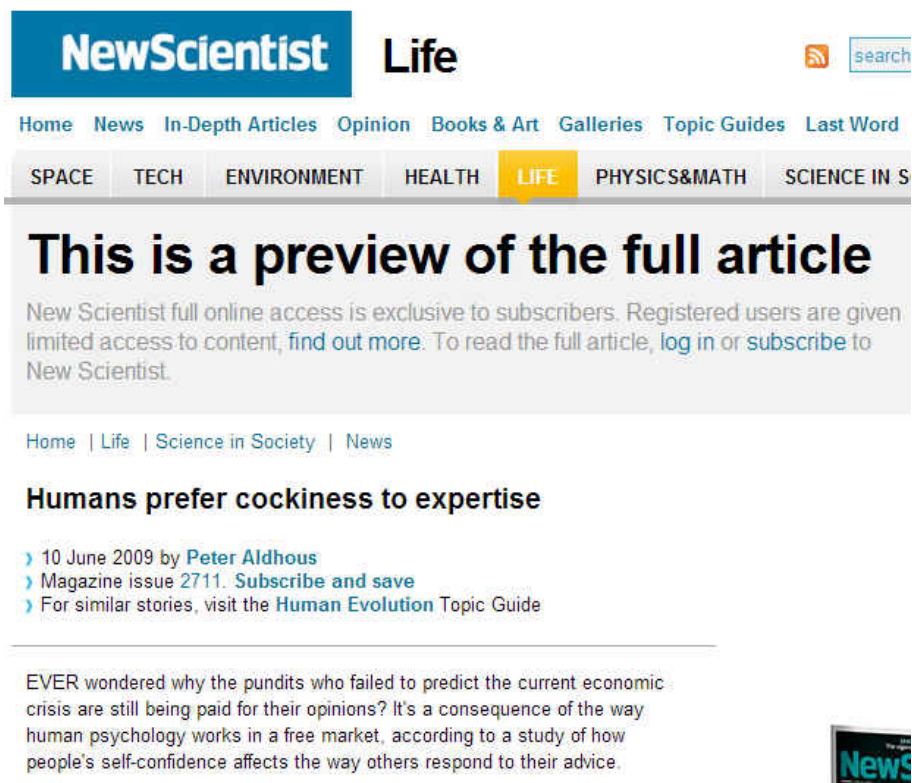 NewScientist Life
search
Home News In-Depth Articles Opinion Books & Art Galleries Topic Guides Last Word
SPACE TECH ENVIRONMENT HEALTH LIFE PHYSICS&MATH SCIENCE IN
This is a preview of the full article
New Scientist full online access is exclusive to subscribers. Registered users are given
limited access to content, find out more. To read the full article, log in or subscribe to
New Scientist.
Home | Life | Science in Society | News
Humans prefer cockiness to expertise
10 June 2009 by Peter Aldhous
Magazine issue 2711. Subscribe and save
For similar stories, visit the Human Evolution Topic Guide
EVER wondered why the pundits who failed to predict the current economic
crisis are still being paid for their opinions? It's a consequence of the way
human psychology works in a free market, according to a study of how
people's self-confidence affects the way others respond to their advice.